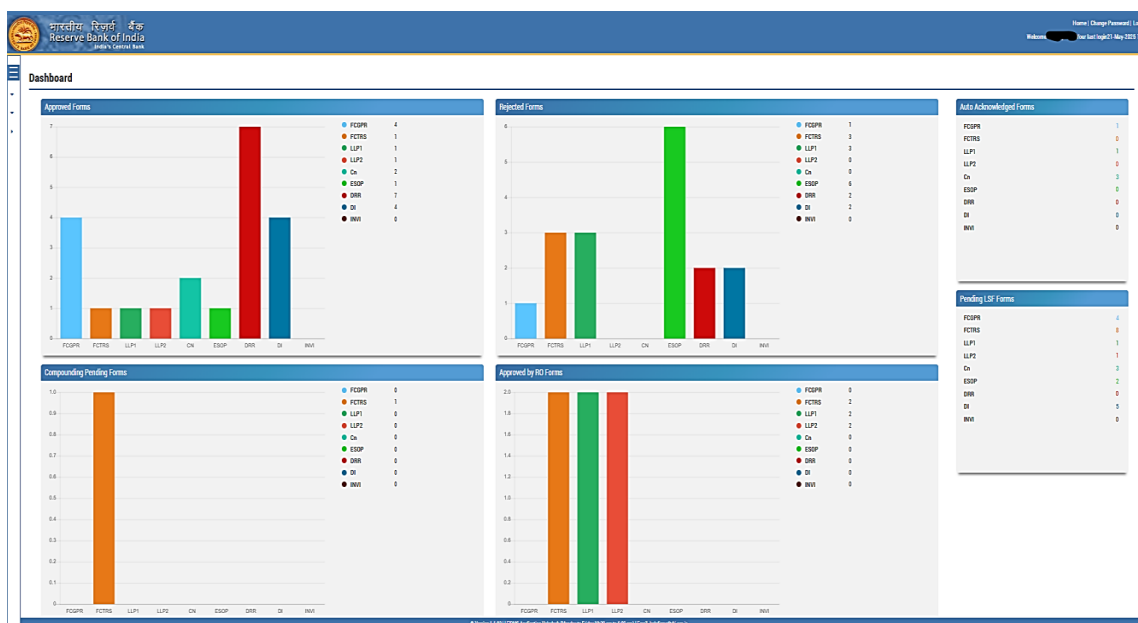 भारतीय रिज़र्व बैंक
Reserve Bank of India
India's Central Bank
Home | Change Password | Lo
Welcome Your last login21-May-2025
Dashboard
Approved Forms
7
6
5
4
3
2
1
0
FCGPR FCTRS LLP1 LLP2 CN ESOP DRR DI INVI
FCGPR 4
FCTRS 1
LLP1 1
LLP2 1
Cn 2
ESOP 1
DRR 7
DI 4
INVI 0
Rejected Forms
6
5
4
3
2
1
0
FCGPR FCTRS LLP1 LLP2 CN ESOP DRR DI INVI
FCGPR 1
FCTRS 3
LLP1 3
LLP2 0
Cn 0
ESOP 6
DRR 2
DI 2
INVI 0
Auto Acknowledged Forms
FCGPR 1
FCTRS 0
LLP1 1
LLP2 0
Cn 3
ESOP 0
DRR 0
DI 0
INVI 0
Pending LSF Forms
FCGPR 4
FCTRS 0
LLP1 1
LLP2 1
Cn 3
ESOP 2
DRR 0
DI 5
INVI 0
Compounding Pending Forms
1.0
0.9
0.8
0.7
0.6
0.5
0.4
0.3
0.2
0.1
0
FCGPR FCTRS LLP1 LLP2 CN ESOP DRR DI INVI
FCGPR 0
FCTRS 1
LLP1 0
LLP2 0
Cn 0
ESOP 0
DRR 0
DI 0
INVI 0
Approved by RO Forms
2.0
1.8
1.6
1.4
1.2
1.0
0.8
0.6
0.4
0.2
0
FCGPR FCTRS LLP1 LLP2 CN ESOP DRR DI INVI
FCGPR 0
FCTRS 2
LLP1 2
LLP2 2
Cn 0
ESOP 0
DRR 0
DI 0
INVI 0